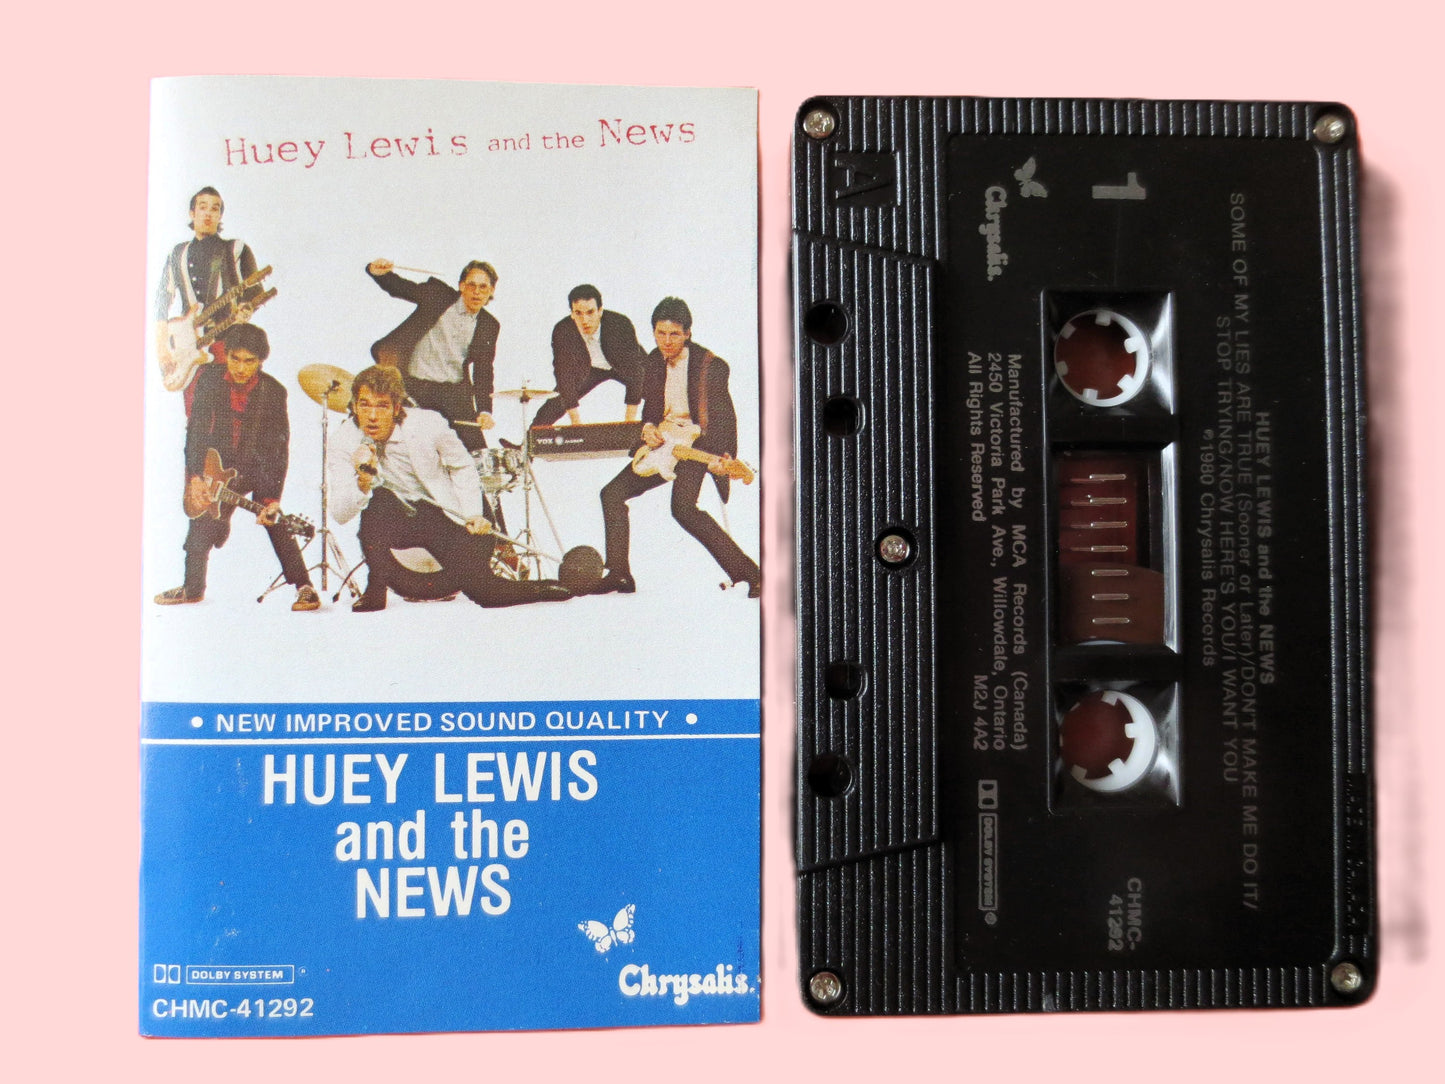 Huey Lewis and the News
VOX
• NEW IMPROVED SOUND QUALITY •
HUEY LEWIS
and the
NEWS
Chrysalis.
DOLBY SYSTEM ®
CHMC-41292
A
1
Chrysalis.
HUEY LEWIS and the NEWS
SOME OF MY LIES ARE TRUE (Sooner or Later)/DON'T MAKE ME DO IT/
STOP TRYING/NOW HERE'S YOU/I WANT YOU
℗1980 Chrysalis Records
Manufactured by MCA Records (Canada)
2450 Victoria Park Ave., Willowdale, Ontario
All Rights Reserved M2J 4A2
DOLBY SYSTEM ®
CHMC-
41292